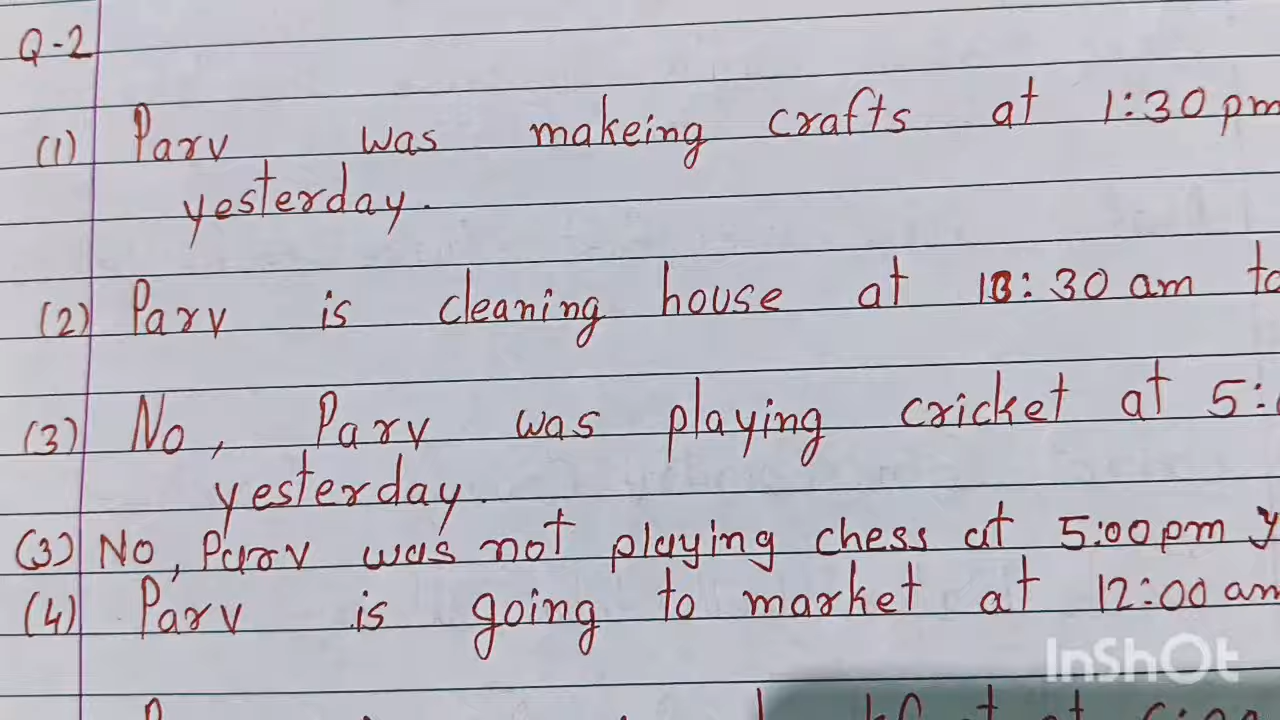 Q-2
(1) Parv was makeing crafts at 1:30 pm
yesterday.
(2) Parv is cleaning house at 10:30 am to
(3) No, Parv was playing cricket at 5:
yesterday.
(3) No, Parv was not playing chess at 5:00 pm y
(4) Parv is going to market at 12:00 am
InShOt